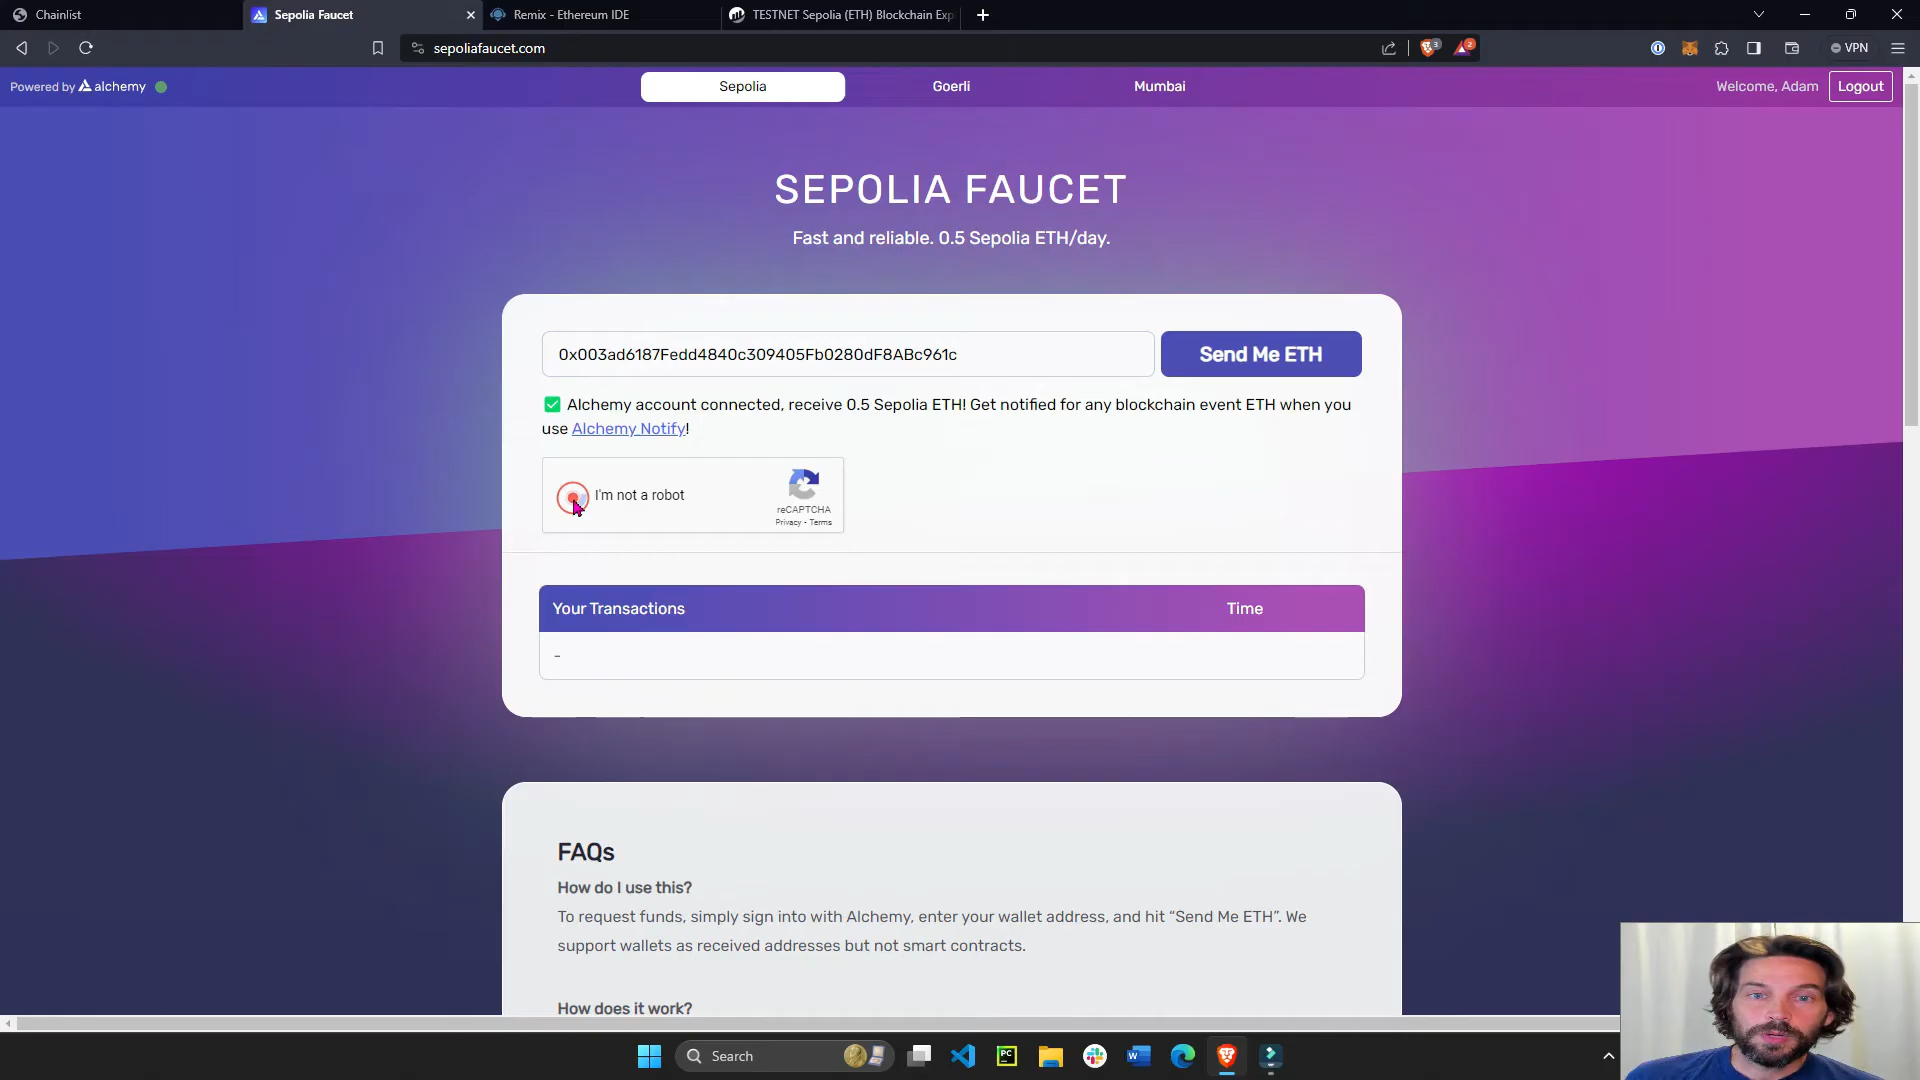 Chainlist
Sepolia Faucet
Remix - Ethereum IDE
TESTNET Sepolia (ETH) Blockchain Exp
sepoliafaucet.com
3
2
VPN
Powered by alchemy
Sepolia
Goerli
Mumbai
Welcome, Adam
Logout
SEPOLIA FAUCET
Fast and reliable. 0.5 Sepolia ETH/day.
0x003ad6187Fedd4840c309405Fb0280dF8ABc961c
Send Me ETH
Alchemy account connected, receive 0.5 Sepolia ETH! Get notified for any blockchain event ETH when you
use Alchemy Notify!
I'm not a robot
reCAPTCHA
Privacy - Terms
Your Transactions
Time
-
FAQs
How do I use this?
To request funds, simply sign into with Alchemy, enter your wallet address, and hit “Send Me ETH”. We
support wallets as received addresses but not smart contracts.
How does it work?
Search
PC
W